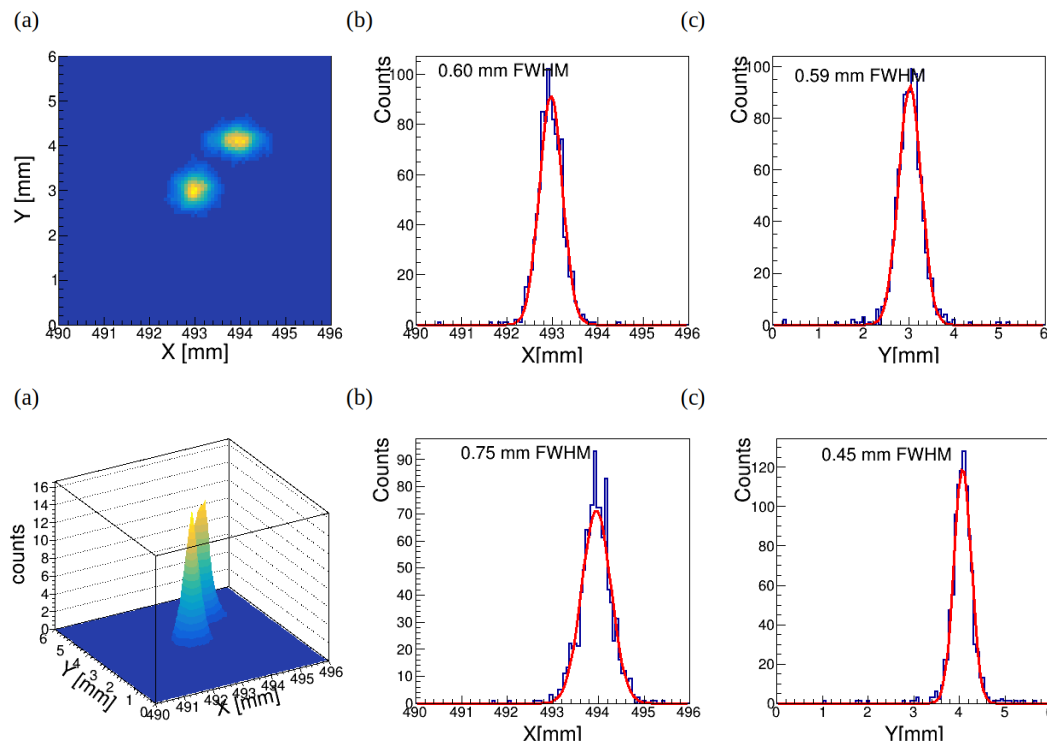 (a)
(b)
(c)
6
5
4
3
2
1
0
Y [mm]
490 491 492 493 494 495 496
X [mm]
0.60 mm FWHM
Counts
100
80
60
40
20
0
490 491 492 493 494 495 496
X[mm]
0.59 mm FWHM
Counts
100
80
60
40
20
0
0 1 2 3 4 5 6
Y[mm]
(a)
(b)
(c)
counts
16
14
12
10
8
6
4
2
0
6 5 4 3 2 1 0
Y [mm]
490 491 492 493 494 495 496
X [mm]
0.75 mm FWHM
Counts
90
80
70
60
50
40
30
20
10
0
490 491 492 493 494 495 496
X[mm]
0.45 mm FWHM
Counts
120
100
80
60
40
20
0
0 1 2 3 4 5 6
Y[mm]